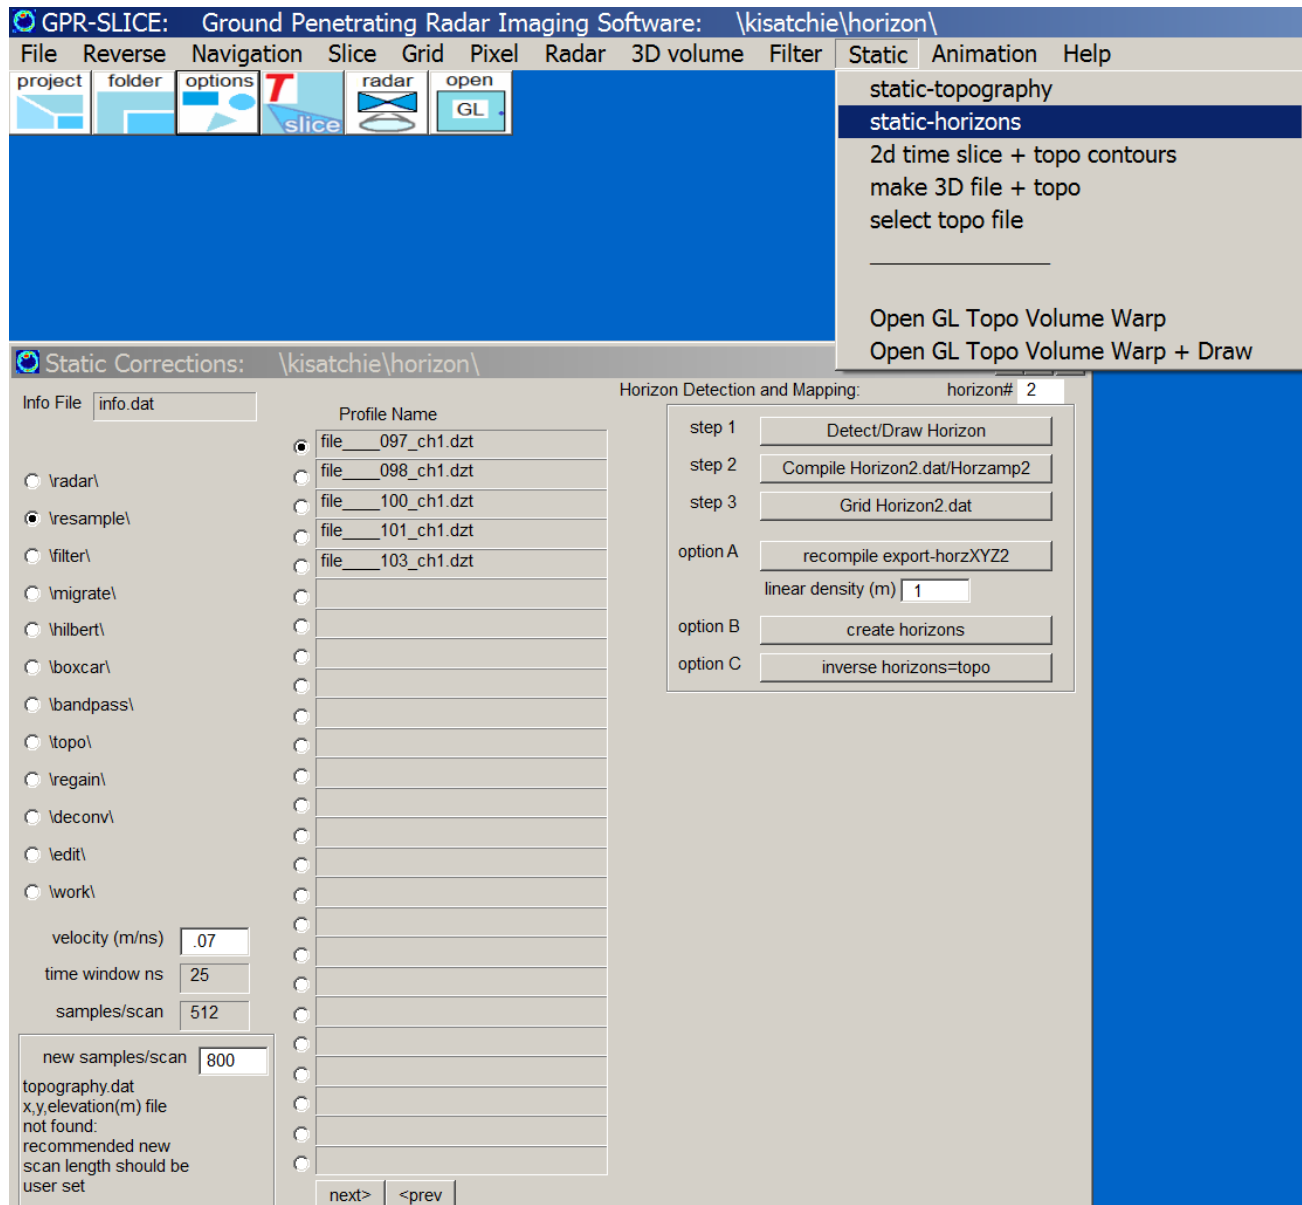 GPR-SLICE: Ground Penetrating Radar Imaging Software: \kisatchie\horizon\
File Reverse Navigation Slice Grid Pixel Radar 3D volume Filter Static Animation Help
project folder options T slice radar open GL
static-topography
static-horizons
2d time slice + topo contours
make 3D file + topo
select topo file
Open GL Topo Volume Warp
Open GL Topo Volume Warp + Draw
Static Corrections: \kisatchie\horizon\
Info File info.dat
\radar\
\resample\
\filter\
\migrate\
\hilbert\
\boxcar\
\bandpass\
\topo\
\regain\
\deconv\
\edit\
\work\
velocity (m/ns) .07
time window ns 25
samples/scan 512
new samples/scan 800
topography.dat
x,y,elevation(m) file
not found:
recommended new
scan length should be
user set
Profile Name
file____097_ch1.dzt
file____098_ch1.dzt
file____100_ch1.dzt
file____101_ch1.dzt
file____103_ch1.dzt
next> <prev
Horizon Detection and Mapping: horizon# 2
step 1 Detect/Draw Horizon
step 2 Compile Horizon2.dat/Horzamp2
step 3 Grid Horizon2.dat
option A recompile export-horzXYZ2
linear density (m) 1
option B create horizons
option C inverse horizons=topo